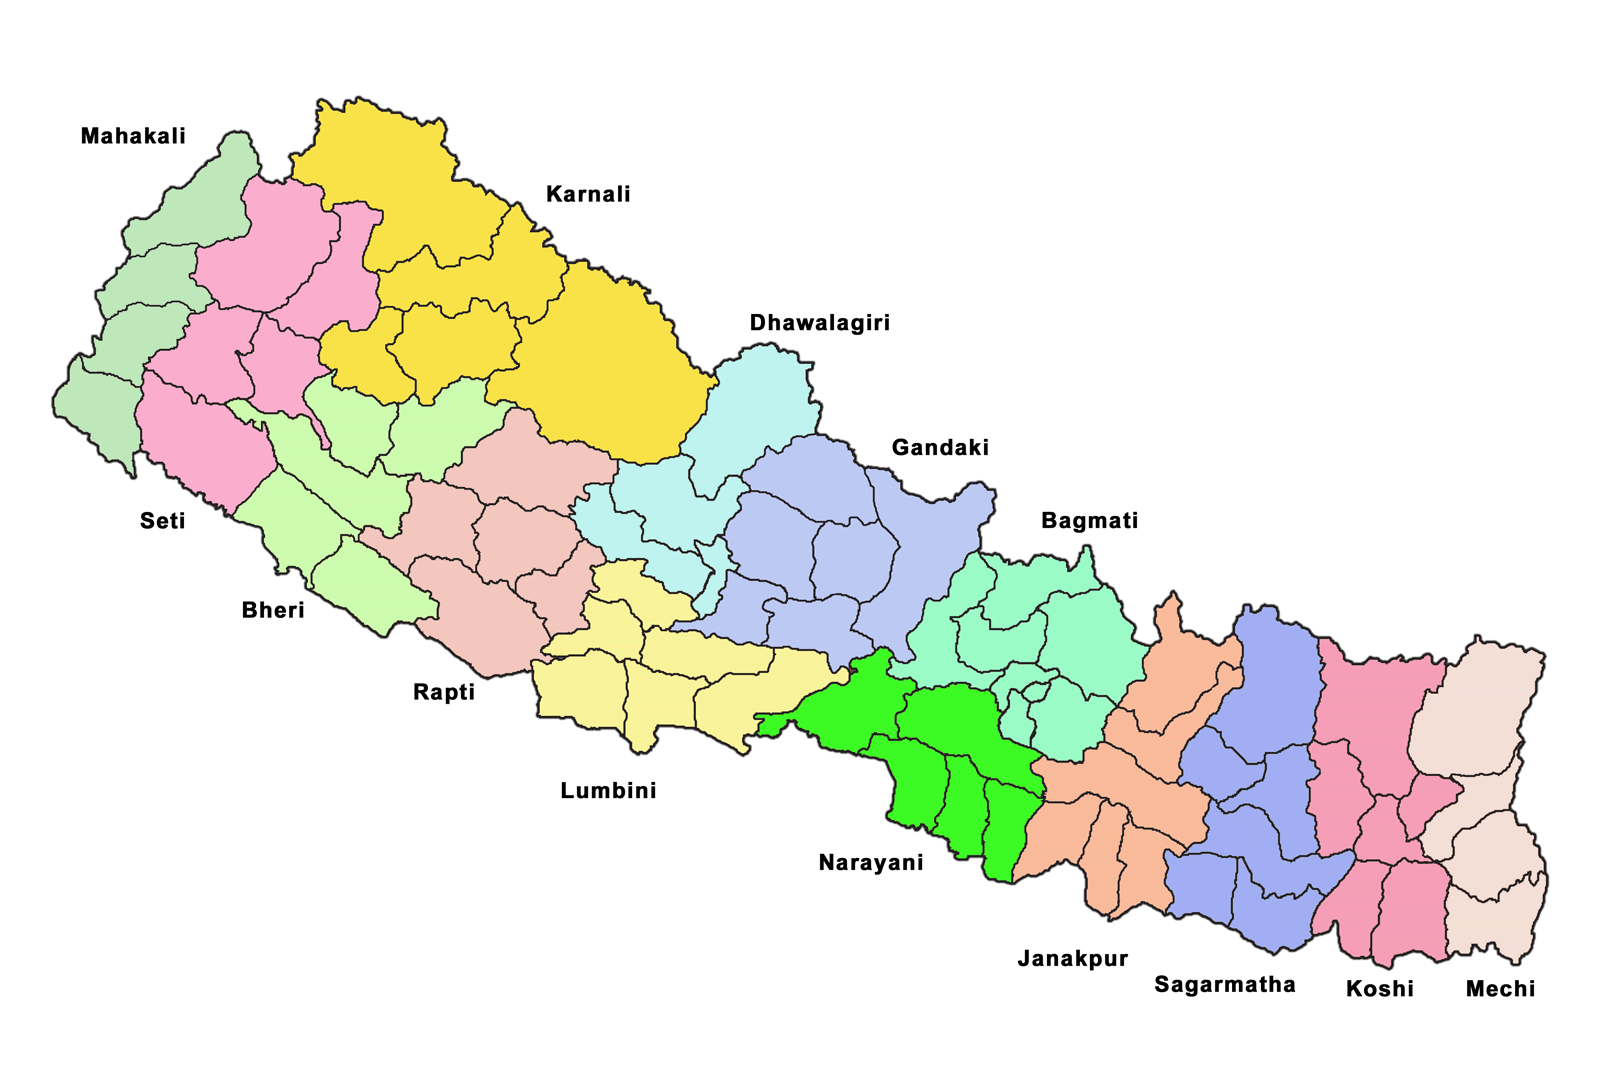 Mahakali
Karnali
Dhawalagiri
Gandaki
Seti
Bagmati
Bheri
Rapti
Lumbini
Narayani
Janakpur
Sagarmatha
Koshi
Mechi